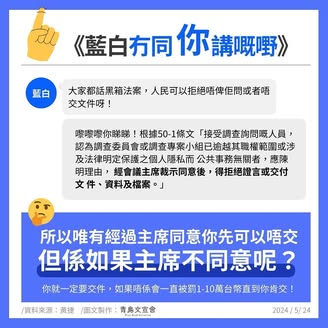 《藍白冇同你講嘅嘢》
藍白
大家都話黑箱法案，人民可以拒絕唔俾佢問或者唔
交文件呀！
嚟嚟嚟你睇睇！根據50-1條文「接受調查詢問嘅人員，
認為調查委員會或調查專案小組已逾越其職權範圍或涉
及法律明定保護之個人隱私而 公共事務無關者，應陳
明理由， 經會議主席裁示同意後，得拒絕證言或交付
文 件、資料及檔案。」
所以唯有經過主席同意你先可以唔交
但係如果主席不同意呢？
你就一定要交件，如果唔係會一直被罰1-10萬台幣直到你肯交！
/資料來源：黃捷 /圖文製作：青鳥文宣會
2024 / 5 / 24